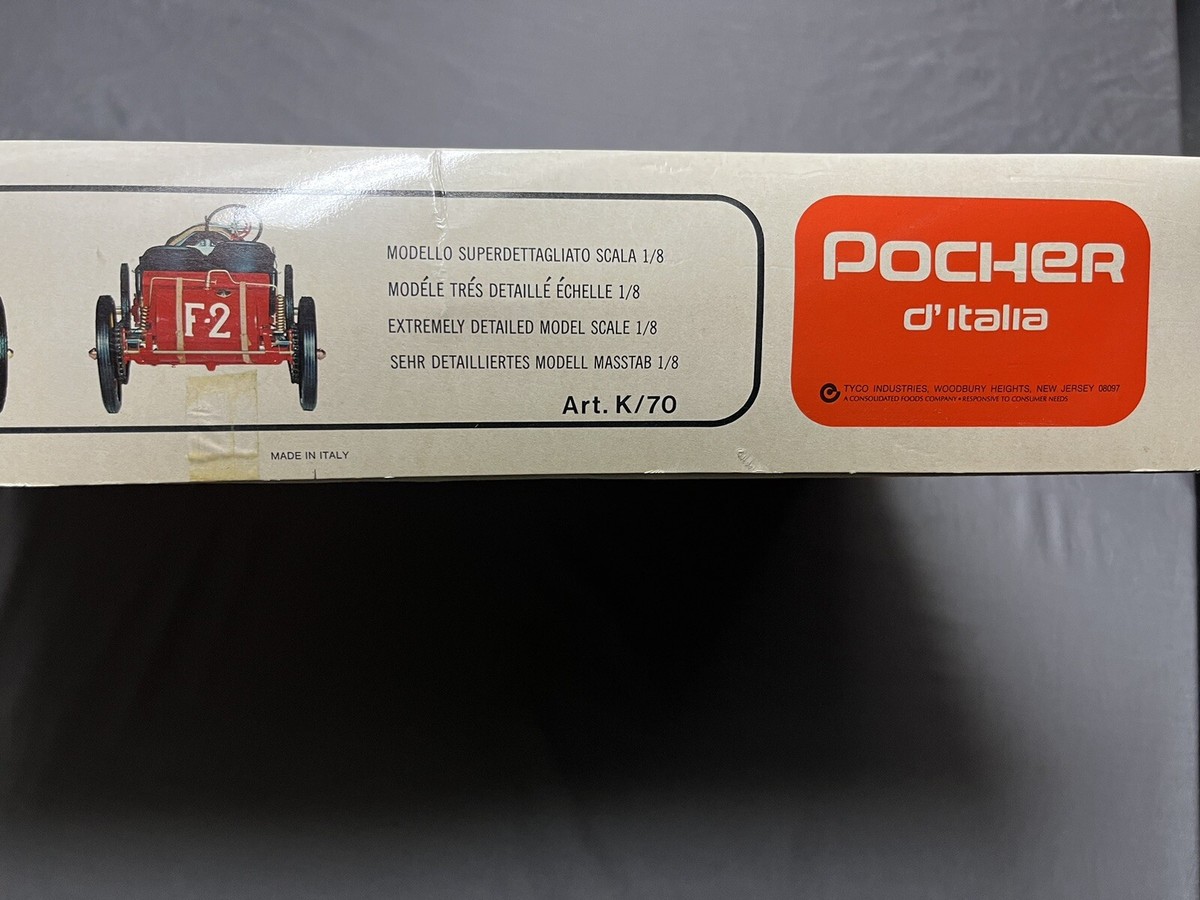 F-2
MODELLO SUPERDETTAGLIATO SCALA 1/8
MODÉLE TRÉS DETAILLÉ ÉCHELLE 1/8
EXTREMELY DETAILED MODEL SCALE 1/8
SEHR DETAILLIERTES MODELL MASSTAB 1/8
Art. K/70
MADE IN ITALY
POCHER
d'italia
TYCO INDUSTRIES, WOODBURY HEIGHTS, NEW JERSEY 08097
A CONSOLIDATED FOODS COMPANY • RESPONSIVE TO CONSUMER NEEDS